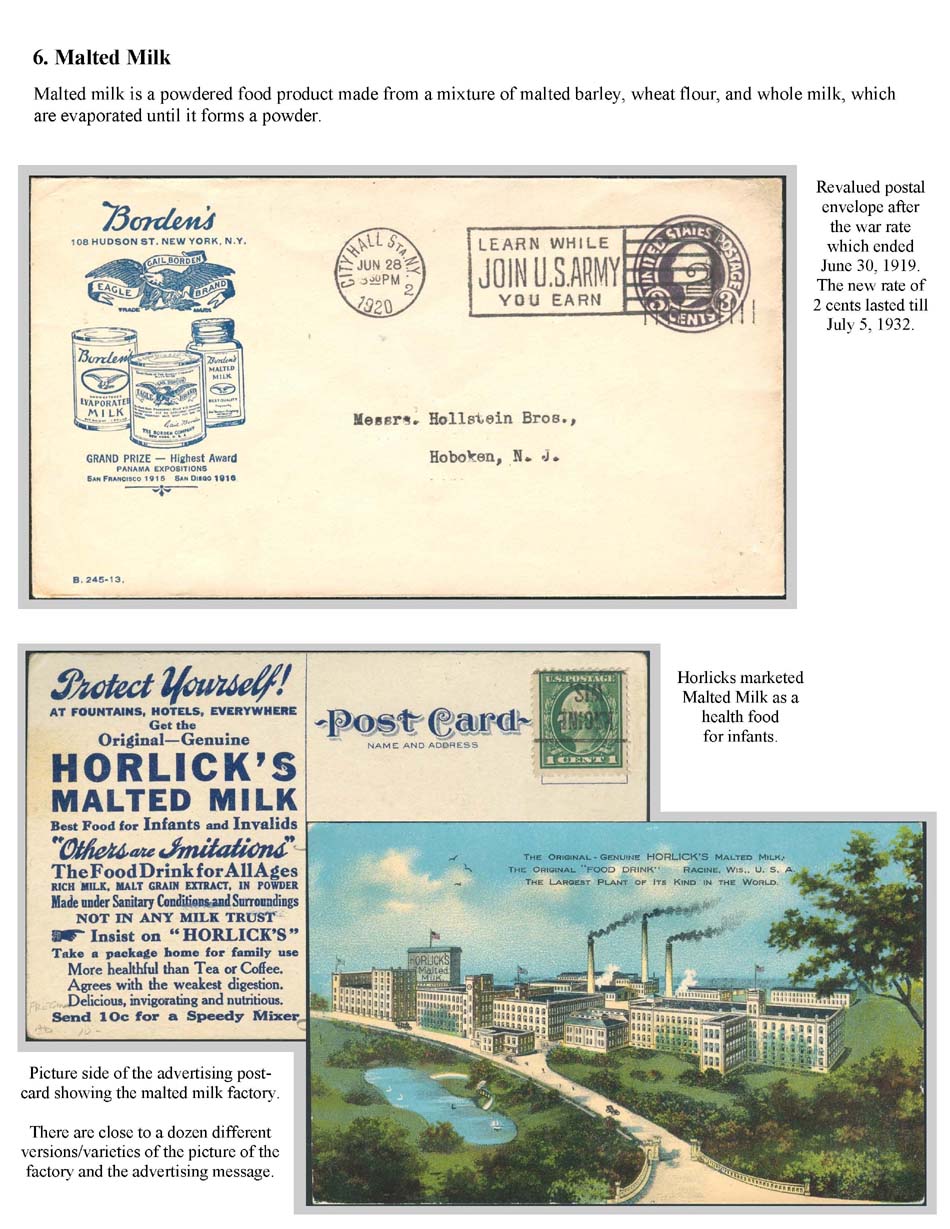 6. Malted Milk
Malted milk is a powdered food product made from a mixture of malted barley, wheat flour, and whole milk, which
are evaporated until it forms a powder.
Borden's
108 HUDSON ST. NEW YORK, N.Y.
GAIL BORDEN
EAGLE BRAND
TRADE MARK
Borden's
EVAPORATED
MILK
EAGLE BRAND
THE BORDEN COMPANY
Borden's
MALTED
MILK
GRAND PRIZE — Highest Award
PANAMA EXPOSITIONS
SAN FRANCISCO 1915 SAN DIEGO 1916
B. 245-13.
CITY HALL STA. N.Y.
JUN 28
PM
2
1920
LEARN WHILE
JOIN U.S. ARMY
YOU EARN
UNITED STATES POSTAGE
2
3 CENTS 3
Messrs. Hollstein Bros.,
Hoboken, N. J.
Revalued postal
envelope after
the war rate
which ended
June 30, 1919.
The new rate of
2 cents lasted till
July 5, 1932.
Protect Yourself!
AT FOUNTAINS, HOTELS, EVERYWHERE
Get the
Original—Genuine
HORLICK'S
MALTED MILK
Best Food for Infants and Invalids
"Others are Imitations"
The Food Drink for All Ages
RICH MILK, MALT GRAIN EXTRACT, IN POWDER
Made under Sanitary Conditions and Surroundings
NOT IN ANY MILK TRUST
Insist on "HORLICK'S"
Take a package home for family use
More healthful than Tea or Coffee.
Agrees with the weakest digestion.
Delicious, invigorating and nutritious.
Send 10c for a Speedy Mixer
Post Card
NAME AND ADDRESS
U.S. POSTAGE
1 CENT 1
Horlicks marketed
Malted Milk as a
health food
for infants.
THE ORIGINAL - GENUINE HORLICK'S MALTED MILK,
THE ORIGINAL "FOOD DRINK" RACINE, WIS., U. S. A.
THE LARGEST PLANT OF ITS KIND IN THE WORLD.
HORLICK'S
Malted
MILK
Picture side of the advertising post-
card showing the malted milk factory.
There are close to a dozen different
versions/varieties of the picture of the
factory and the advertising message.